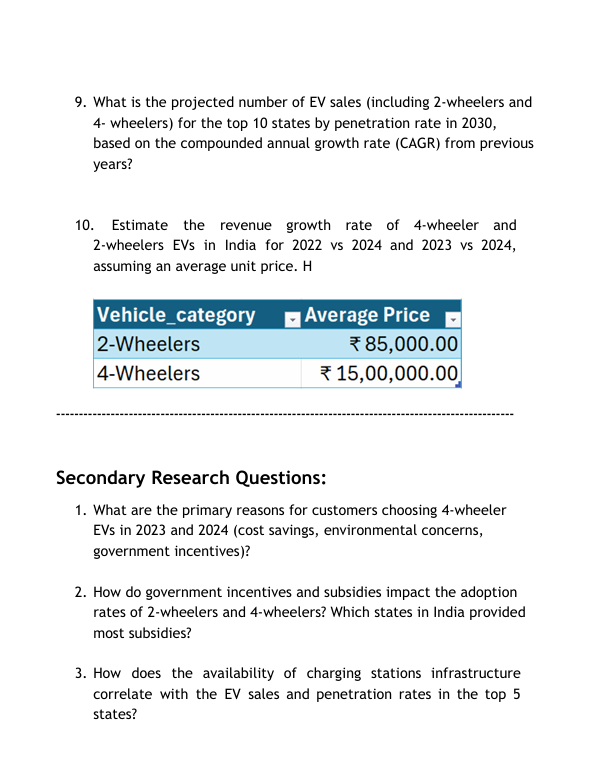 9. What is the projected number of EV sales (including 2-wheelers and
4- wheelers) for the top 10 states by penetration rate in 2030,
based on the compounded annual growth rate (CAGR) from previous
years?
10. Estimate the revenue growth rate of 4-wheeler and
2-wheelers EVs in India for 2022 vs 2024 and 2023 vs 2024,
assuming an average unit price. H
Vehicle_category Average Price
2-Wheelers ₹ 85,000.00
4-Wheelers ₹ 15,00,000.00
Secondary Research Questions:
1. What are the primary reasons for customers choosing 4-wheeler
EVs in 2023 and 2024 (cost savings, environmental concerns,
government incentives)?
2. How do government incentives and subsidies impact the adoption
rates of 2-wheelers and 4-wheelers? Which states in India provided
most subsidies?
3. How does the availability of charging stations infrastructure
correlate with the EV sales and penetration rates in the top 5
states?